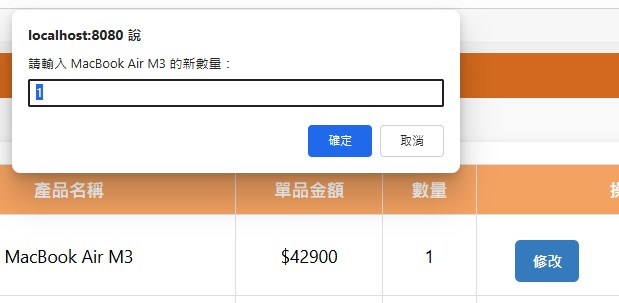 localhost:8080 說
請輸入 MacBook Air M3 的新數量：
1
確定 取消
產品名稱 單品金額 數量
MacBook Air M3 $42900 1 修改